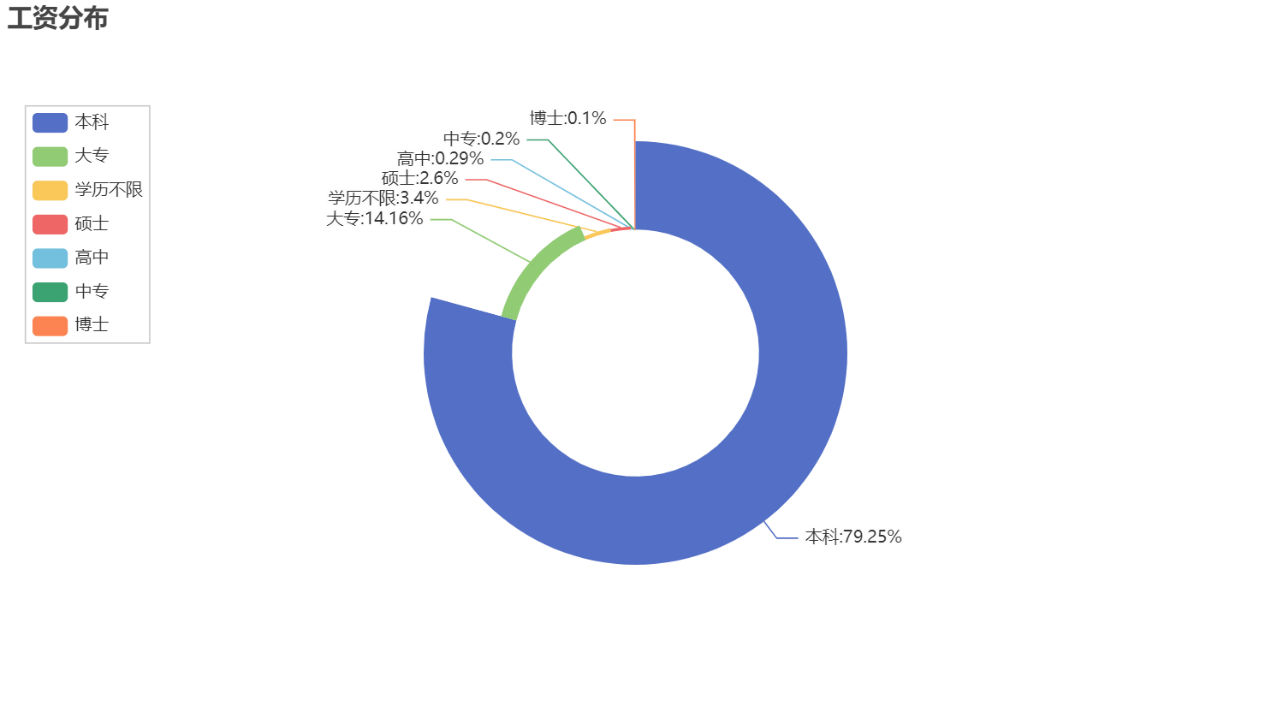 工资分布
本科
大专
学历不限
硕士
高中
中专
博士
博士:0.1%
中专:0.2%
高中:0.29%
硕士:2.6%
学历不限:3.4%
大专:14.16%
本科:79.25%